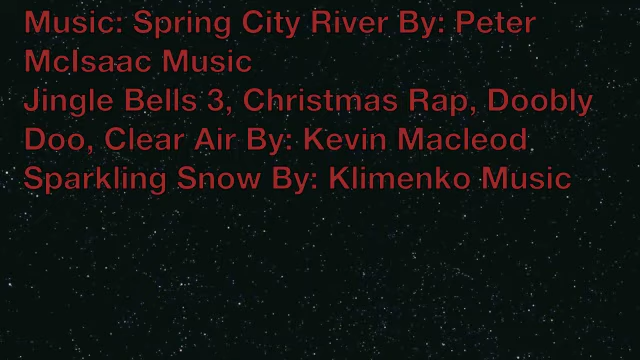 Music: Spring City River By: Peter
McIsaac Music
Jingle Bells 3, Christmas Rap, Doobly
Doo, Clear Air By: Kevin Macleod
Sparkling Snow By: Klimenko Music